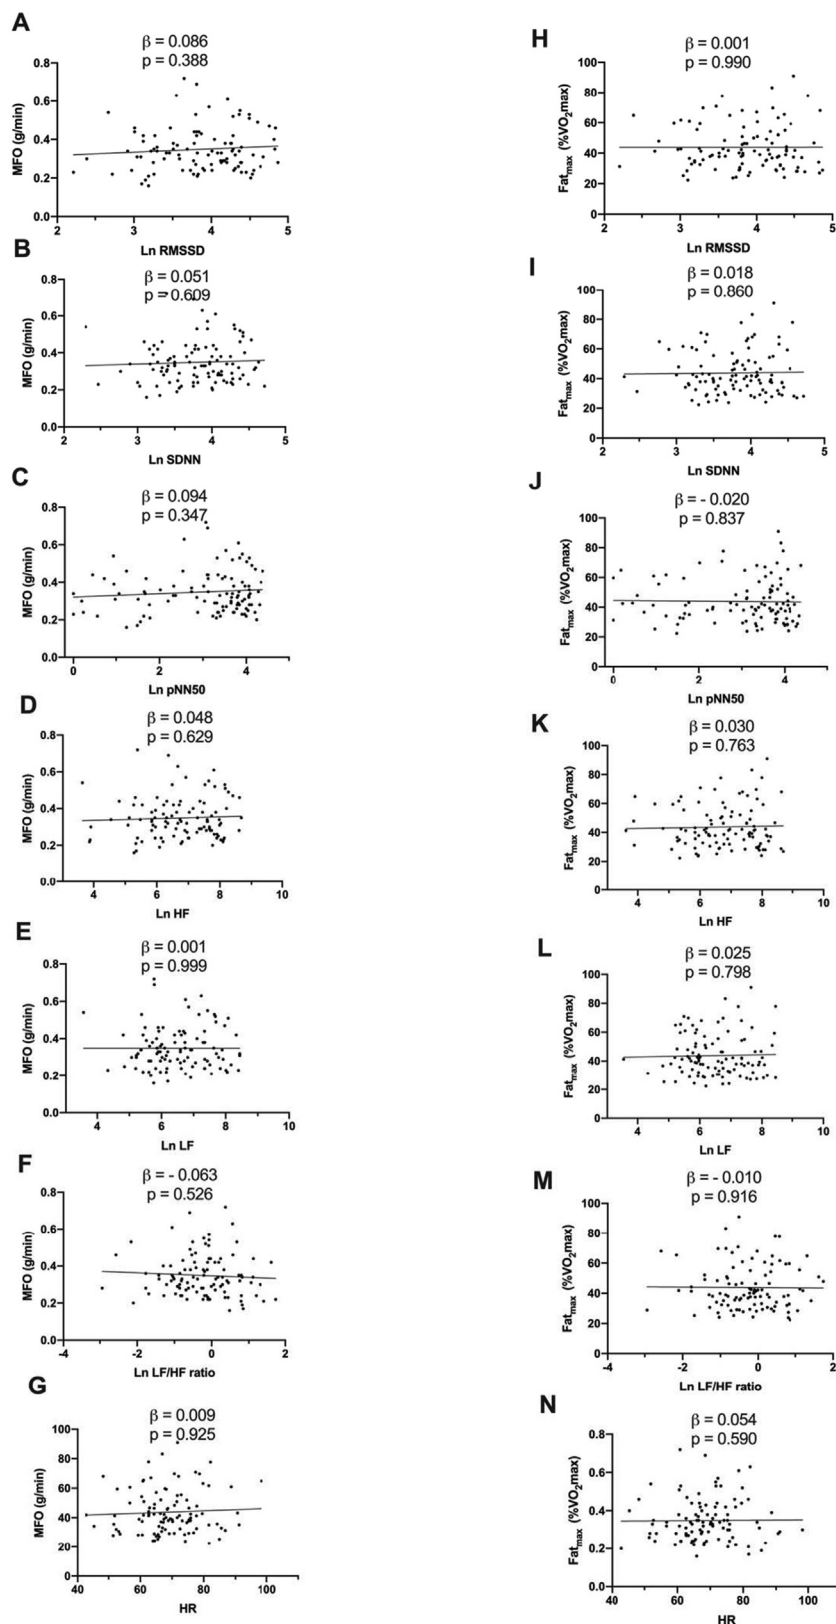 A
β = 0.086
p = 0.388
MFO (g/min)
0.8
0.6
0.4
0.2
0.0
2 3 4 5
Ln RMSSD
H
β = 0.001
p = 0.990
Fatmax (%VO2max)
100
80
60
40
20
0
2 3 4 5
Ln RMSSD
B
β = 0.051
p = 0.609
MFO (g/min)
0.8
0.6
0.4
0.2
0.0
2 3 4 5
Ln SDNN
I
β = 0.018
p = 0.860
Fatmax (%VO2max)
100
80
60
40
20
0
2 3 4 5
Ln SDNN
C
β = 0.094
p = 0.347
MFO (g/min)
0.8
0.6
0.4
0.2
0.0
0 2 4
Ln pNN50
J
β = - 0.020
p = 0.837
Fatmax (%VO2max)
100
80
60
40
20
0
0 2 4
Ln pNN50
D
β = 0.048
p = 0.629
MFO (g/min)
0.8
0.6
0.4
0.2
0.0
4 6 8 10
Ln HF
K
β = 0.030
p = 0.763
Fatmax (%VO2max)
100
80
60
40
20
0
4 6 8 10
Ln HF
E
β = 0.001
p = 0.999
MFO (g/min)
0.8
0.6
0.4
0.2
0.0
4 6 8 10
Ln LF
L
β = 0.025
p = 0.798
Fatmax (%VO2max)
100
80
60
40
20
0
4 6 8 10
Ln LF
F
β = - 0.063
p = 0.526
MFO (g/min)
0.8
0.6
0.4
0.2
0.0
-4 -2 0 2
Ln LF/HF ratio
M
β = - 0.010
p = 0.916
Fatmax (%VO2max)
100
80
60
40
20
0
-4 -2 0 2
Ln LF/HF ratio
G
β = 0.009
p = 0.925
MFO (g/min)
100
80
60
40
20
0
40 60 80 100
HR
N
β = 0.054
p = 0.590
Fatmax (%VO2max)
0.8
0.6
0.4
0.2
0.0
40 60 80 100
HR